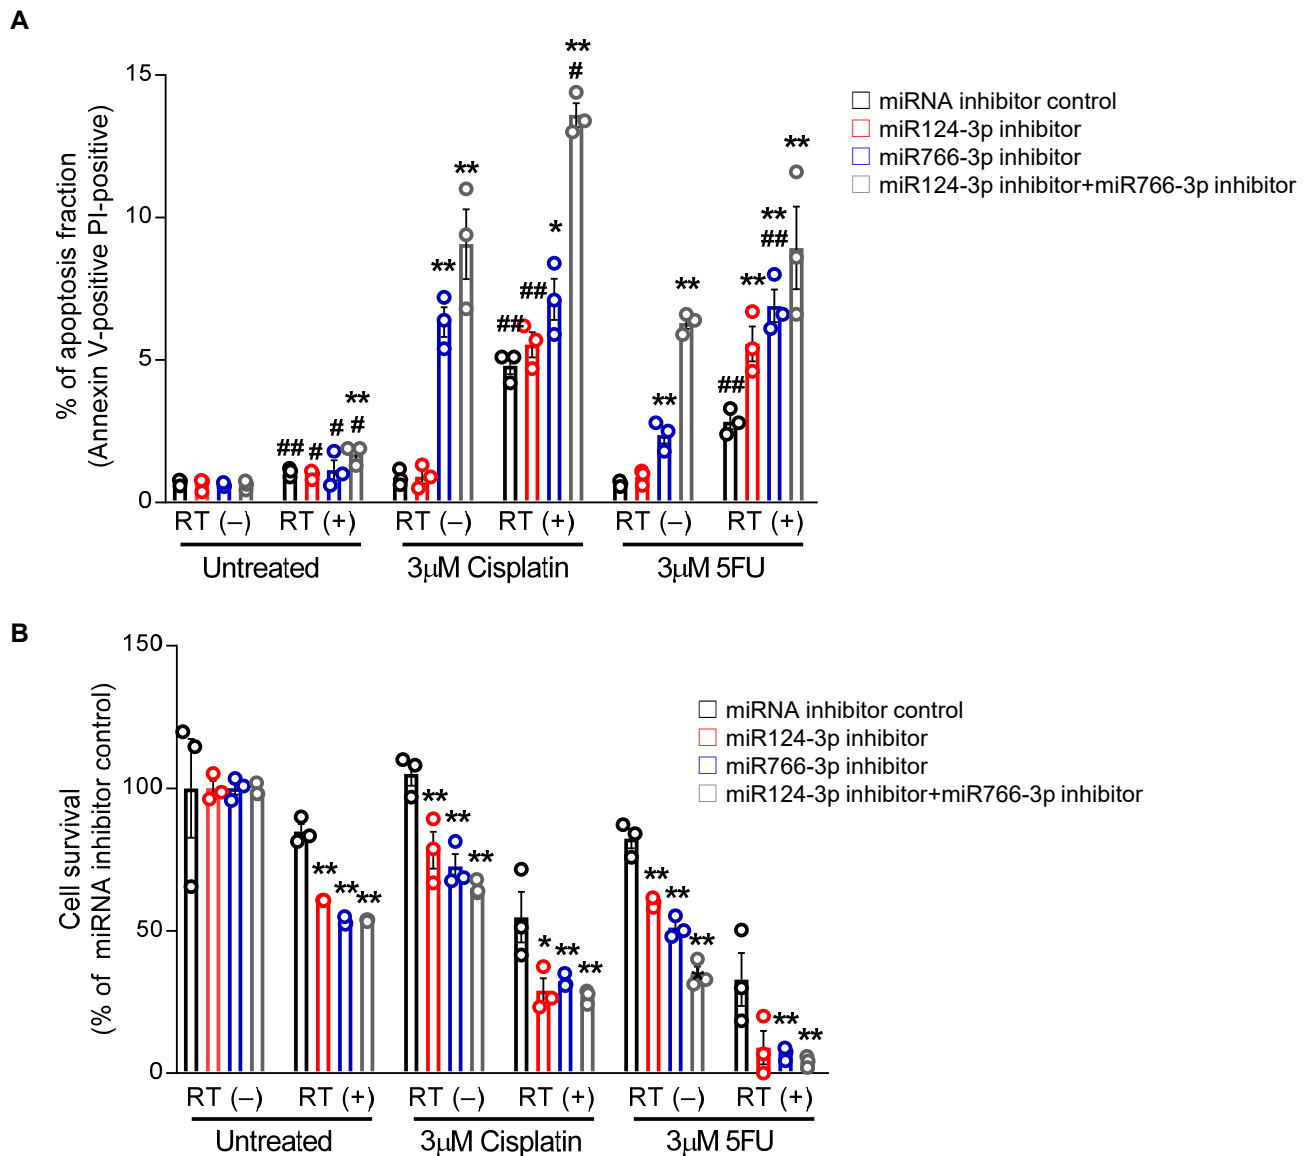 A
% of apoptosis fraction
(Annexin V-positive PI-positive)
15
10
5
0
** 
#
**
**
*
##
##
**
**
**
**
##
**
##
**
#
#
#
##
miRNA inhibitor control
miR124-3p inhibitor
miR766-3p inhibitor
miR124-3p inhibitor+miR766-3p inhibitor
RT (–) RT (+) RT (–) RT (+) RT (–) RT (+)
Untreated 3μM Cisplatin 3μM 5FU
B
Cell survival
(% of miRNA inhibitor control)
150
100
50
0
** ** **
** ** **
* ** **
** ** **
*
** **
miRNA inhibitor control
miR124-3p inhibitor
miR766-3p inhibitor
miR124-3p inhibitor+miR766-3p inhibitor
RT (–) RT (+) RT (–) RT (+) RT (–) RT (+)
Untreated 3μM Cisplatin 3μM 5FU